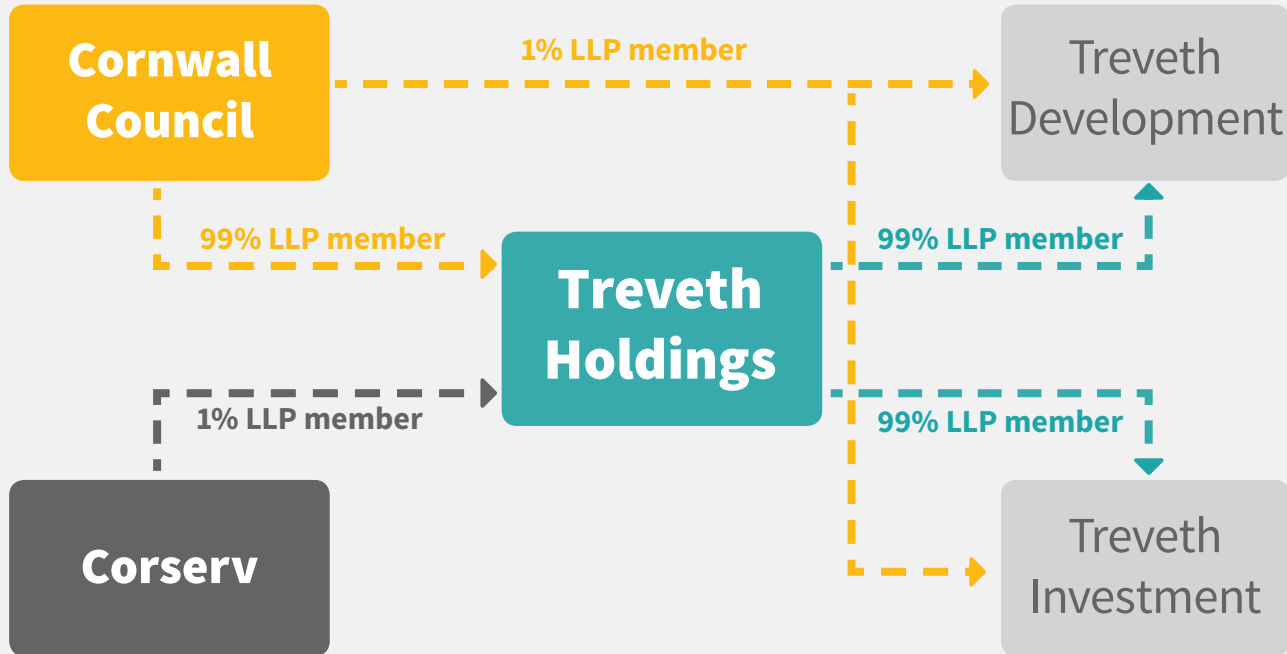 Cornwall
Council
1% LLP member
Treveth
Development
99% LLP member
99% LLP member
Treveth
Holdings
1% LLP member
99% LLP member
Corserv
Treveth
Investment